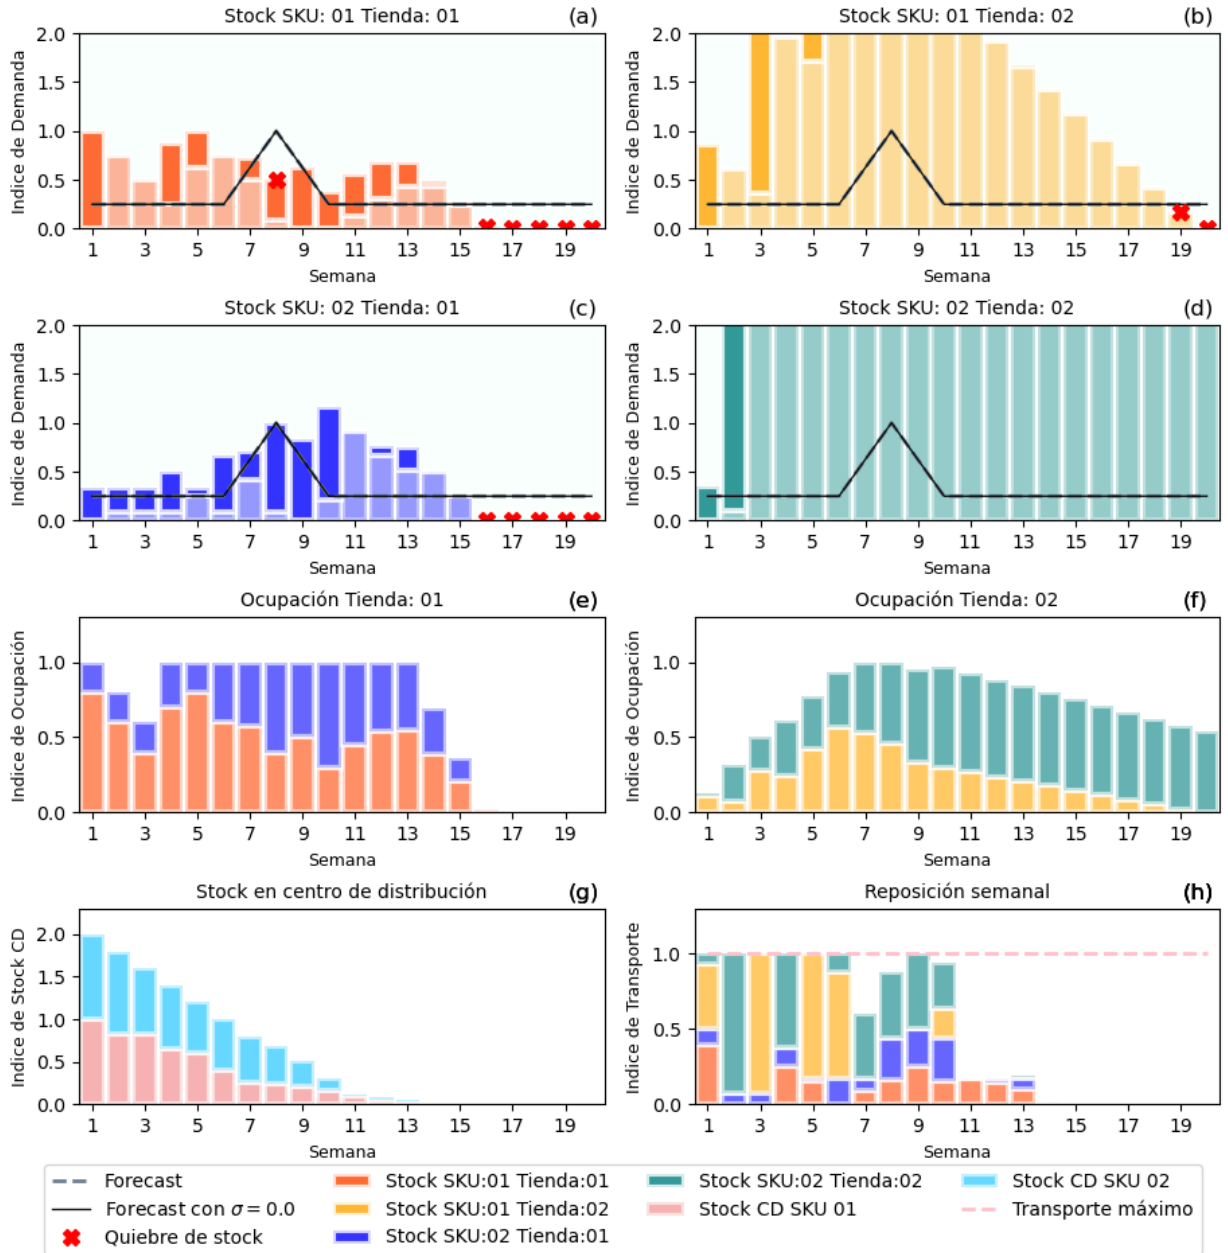 Stock SKU: 01 Tienda: 01 (a)
Indice de Demanda
2.0
1.5
1.0
0.5
0.0
1 3 5 7 9 11 13 15 17 19
Semana
Stock SKU: 01 Tienda: 02 (b)
Indice de Demanda
2.0
1.5
1.0
0.5
0.0
1 3 5 7 9 11 13 15 17 19
Semana
Stock SKU: 02 Tienda: 01 (c)
Indice de Demanda
2.0
1.5
1.0
0.5
0.0
1 3 5 7 9 11 13 15 17 19
Semana
Stock SKU: 02 Tienda: 02 (d)
Indice de Demanda
2.0
1.5
1.0
0.5
0.0
1 3 5 7 9 11 13 15 17 19
Semana
Ocupación Tienda: 01 (e)
Indice de Ocupación
1.0
0.5
0.0
1 3 5 7 9 11 13 15 17 19
Semana
Ocupación Tienda: 02 (f)
Indice de Ocupación
1.0
0.5
0.0
1 3 5 7 9 11 13 15 17 19
Semana
Stock en centro de distribución (g)
Indice de Stock CD
2.0
1.5
1.0
0.5
0.0
1 3 5 7 9 11 13 15 17 19
Semana
Reposición semanal (h)
Indice de Transporte
1.0
0.5
0.0
1 3 5 7 9 11 13 15 17 19
Semana
Forecast
Forecast con σ = 0.0
Quiebre de stock
Stock SKU:01 Tienda:01
Stock SKU:01 Tienda:02
Stock SKU:02 Tienda:01
Stock SKU:02 Tienda:02
Stock CD SKU 01
Stock CD SKU 02
Transporte máximo